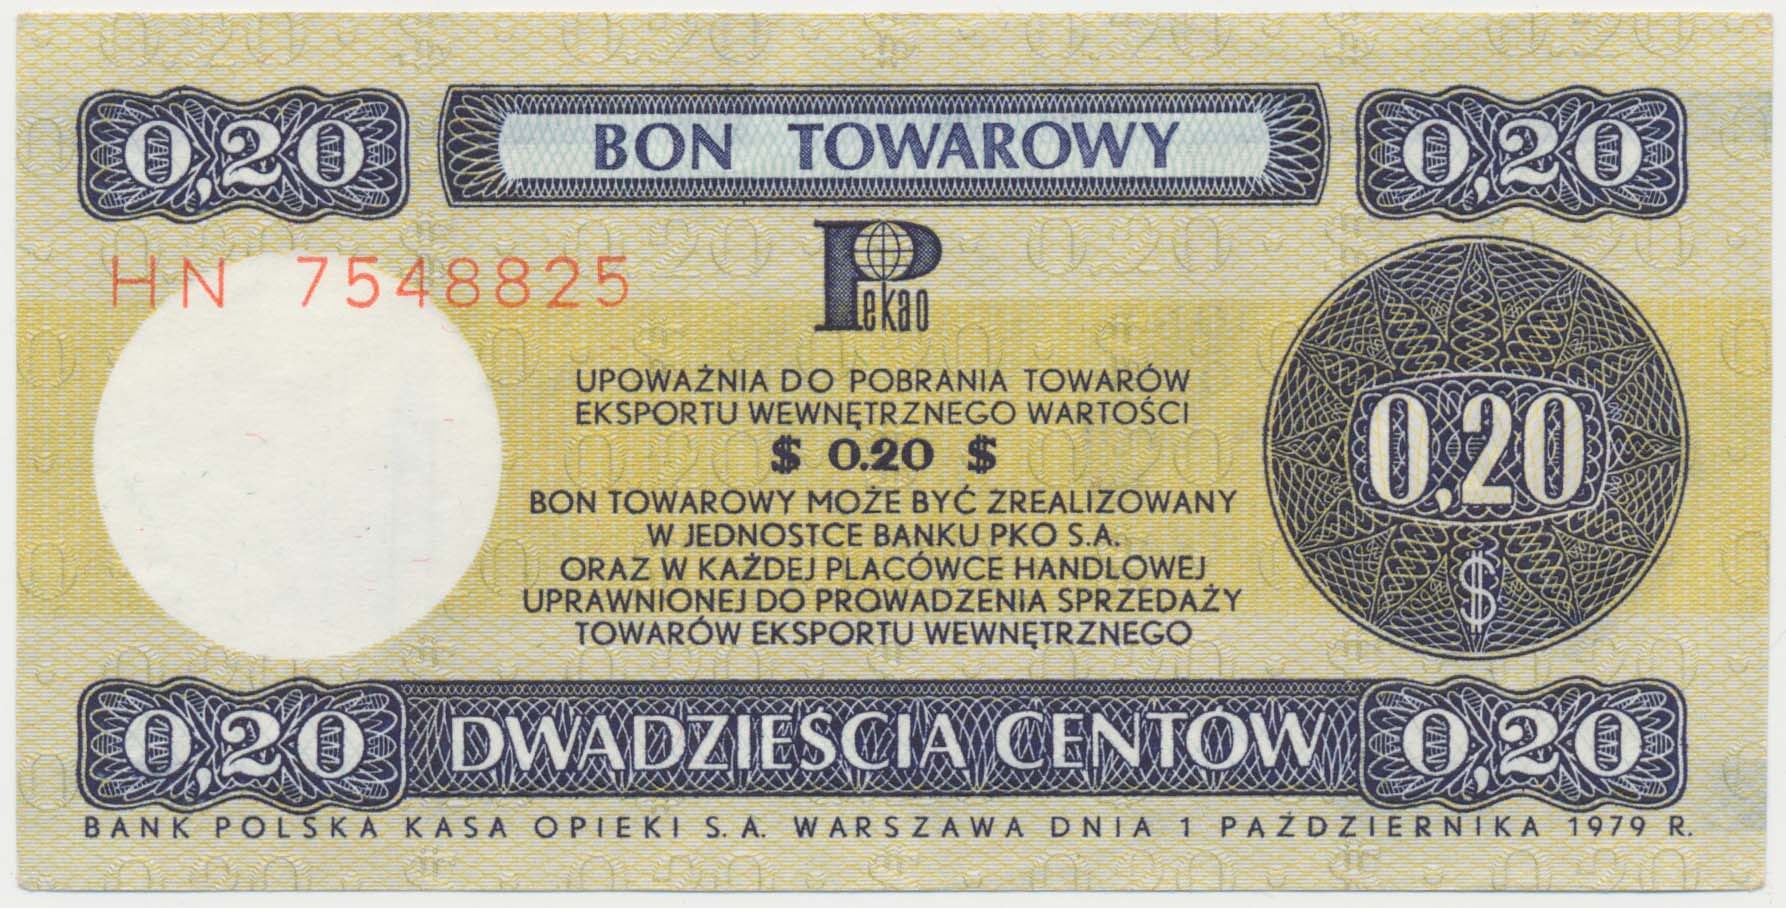 0,20 BON TOWAROWY 0,20
HN 7548825
Pekao
UPOWAŻNIA DO POBRANIA TOWARÓW
EKSPORTU WEWNĘTRZNEGO WARTOŚCI
$ 0.20 $
BON TOWAROWY MOŻE BYĆ ZREALIZOWANY
W JEDNOSTCE BANKU PKO S.A.
ORAZ W KAŻDEJ PLACÓWCE HANDLOWEJ
UPRAWNIONEJ DO PROWADZENIA SPRZEDAŻY
TOWARÓW EKSPORTU WEWNĘTRZNEGO
0,20
$
0,20 DWADZIEŚCIA CENTÓW 0,20
BANK POLSKA KASA OPIEKI S.A. WARSZAWA DNIA 1 PAŹDZIERNIKA 1979 R.